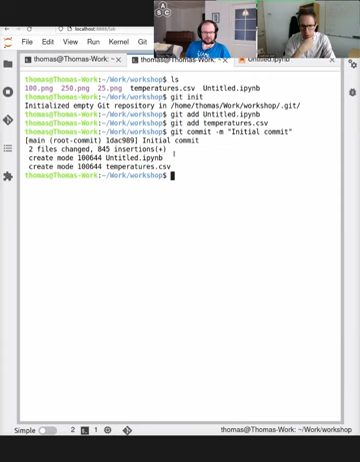 A
S C
localhost:8888/lab
thomas@Thomas-Work: ~
thomas@Thomas-Work: ~/
Untitled.ipynb
File Edit View Run Kernel Git
thomas@Thomas-Work:~/Work/workshop$ ls
100.png 250.png 25.png temperatures.csv Untitled.ipynb
thomas@Thomas-Work:~/Work/workshop$ git init
Initialized empty Git repository in /home/thomas/Work/workshop/.git/
thomas@Thomas-Work:~/Work/workshop$ git add Untitled.ipynb
thomas@Thomas-Work:~/Work/workshop$ git add temperatures.csv
thomas@Thomas-Work:~/Work/workshop$ git commit -m "Initial commit"
[main (root-commit) 1dac989] Initial commit
2 files changed, 845 insertions(+)
create mode 100644 Untitled.ipynb
create mode 100644 temperatures.csv
thomas@Thomas-Work:~/Work/workshop$
Simple 2 1 thomas@Thomas-Work: ~/Work/workshop